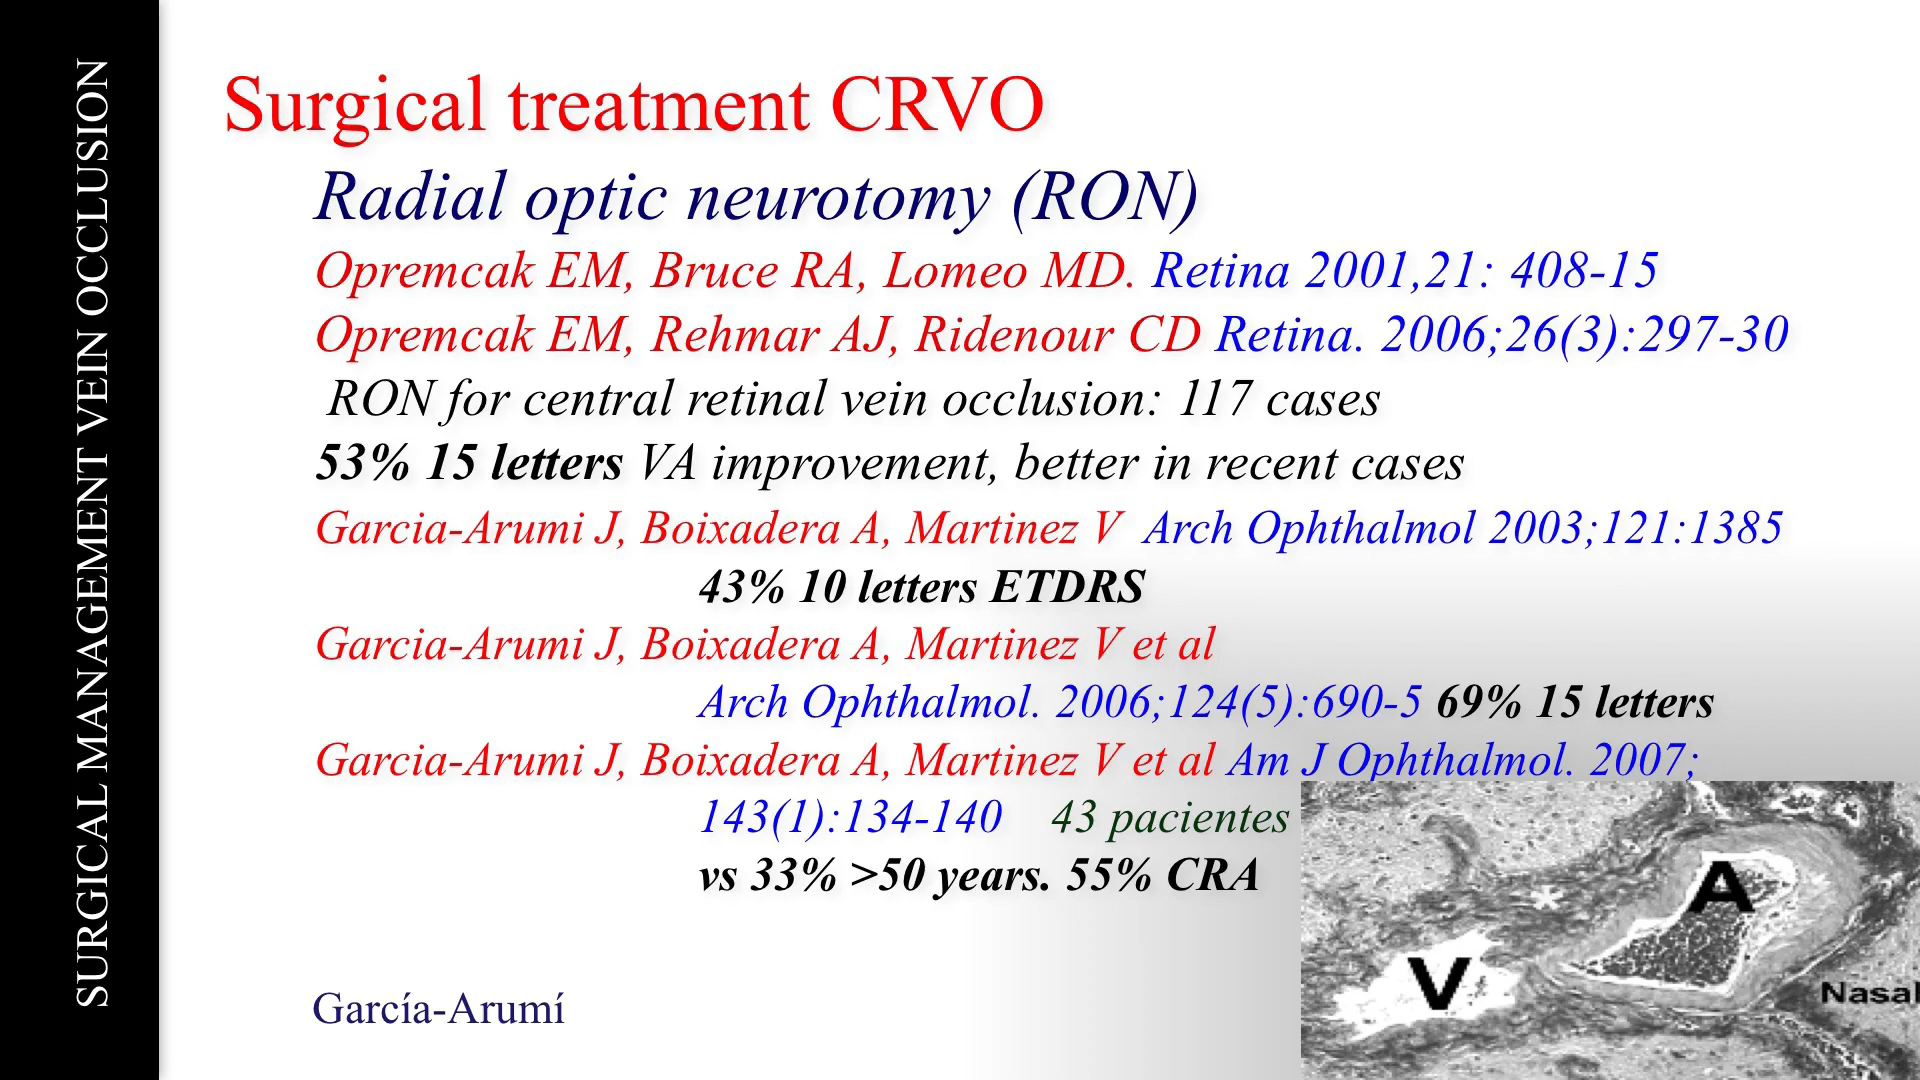 SURGICAL MANAGEMENT VEIN OCCLUSION
Surgical treatment CRVO
Radial optic neurotomy (RON)
Opremcak EM, Bruce RA, Lomeo MD. Retina 2001,21: 408-15
Opremcak EM, Rehmar AJ, Ridenour CD Retina. 2006;26(3):297-30
RON for central retinal vein occlusion: 117 cases
53% 15 letters VA improvement, better in recent cases
Garcia-Arumi J, Boixadera A, Martinez V Arch Ophthalmol 2003;121:1385
43% 10 letters ETDRS
Garcia-Arumi J, Boixadera A, Martinez V et al
Arch Ophthalmol. 2006;124(5):690-5 69% 15 letters
Garcia-Arumi J, Boixadera A, Martinez V et al Am J Ophthalmol. 2007;
143(1):134-140 43 pacientes
vs 33% >50 years. 55% CRA
A
*
V
Nasal
García-Arumí